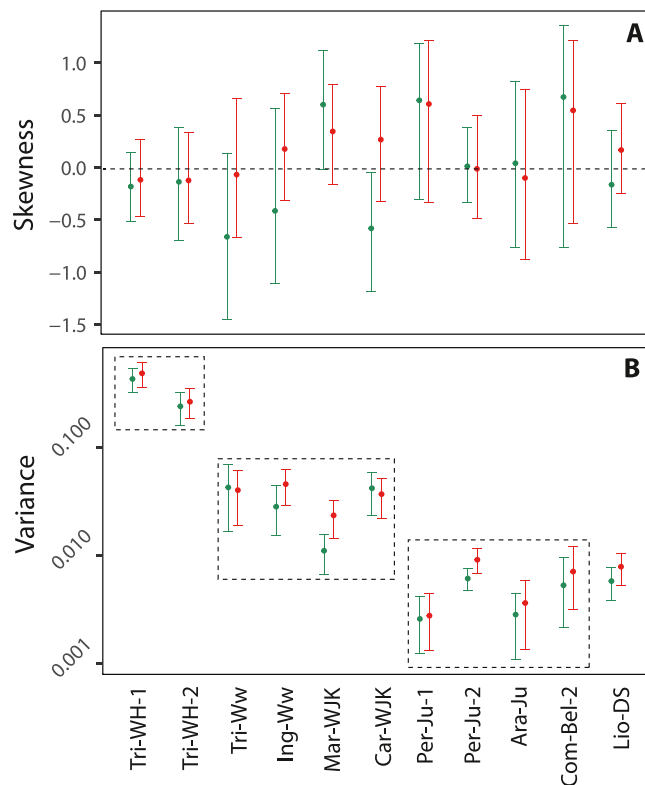 A
Skewness
1.0
0.5
0.0
−0.5
−1.0
−1.5
B
Variance
0.100
0.010
0.001
Tri-WH-1
Tri-WH-2
Tri-Ww
Ing-Ww
Mar-WJK
Car-WJK
Per-Ju-1
Per-Ju-2
Ara-Ju
Com-Bel-2
Lio-DS